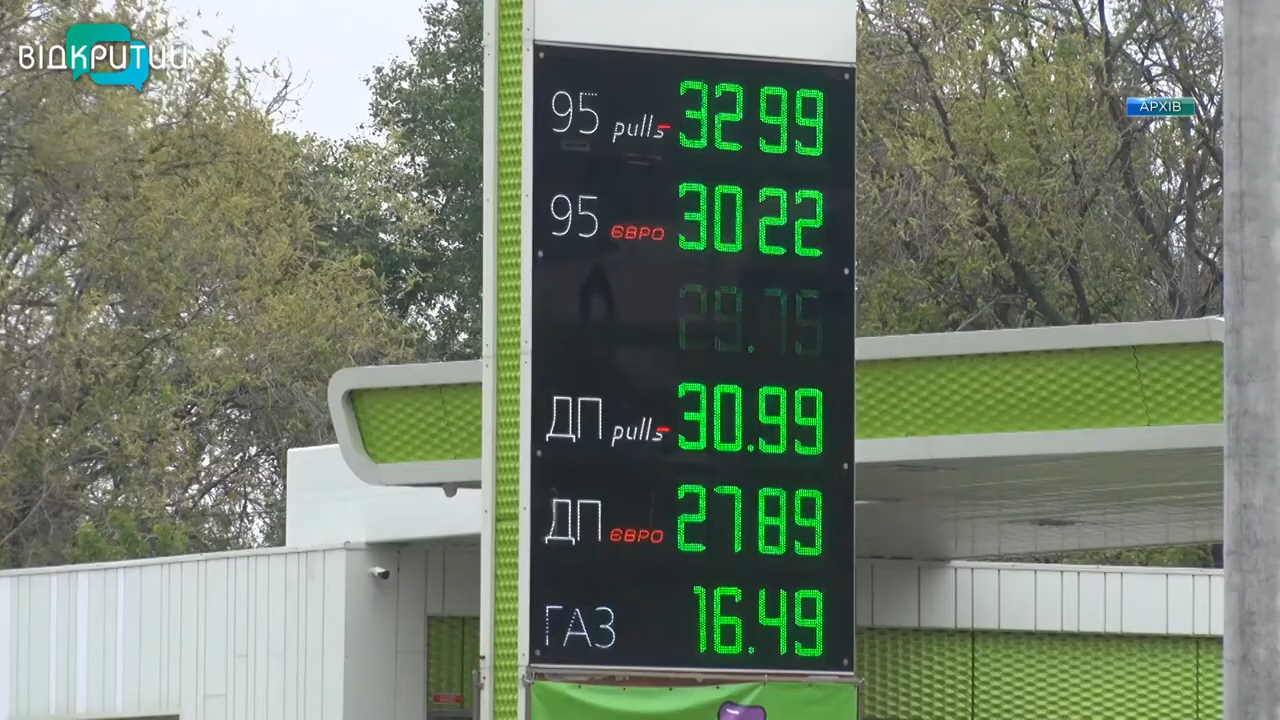 ВІДКРИТИЙ
АРХІВ
95 pulls 32 99
95 ЄВРО 30 22
29.75
ДП pulls 30.99
ДП ЄВРО 27 89
ГАЗ 16.49